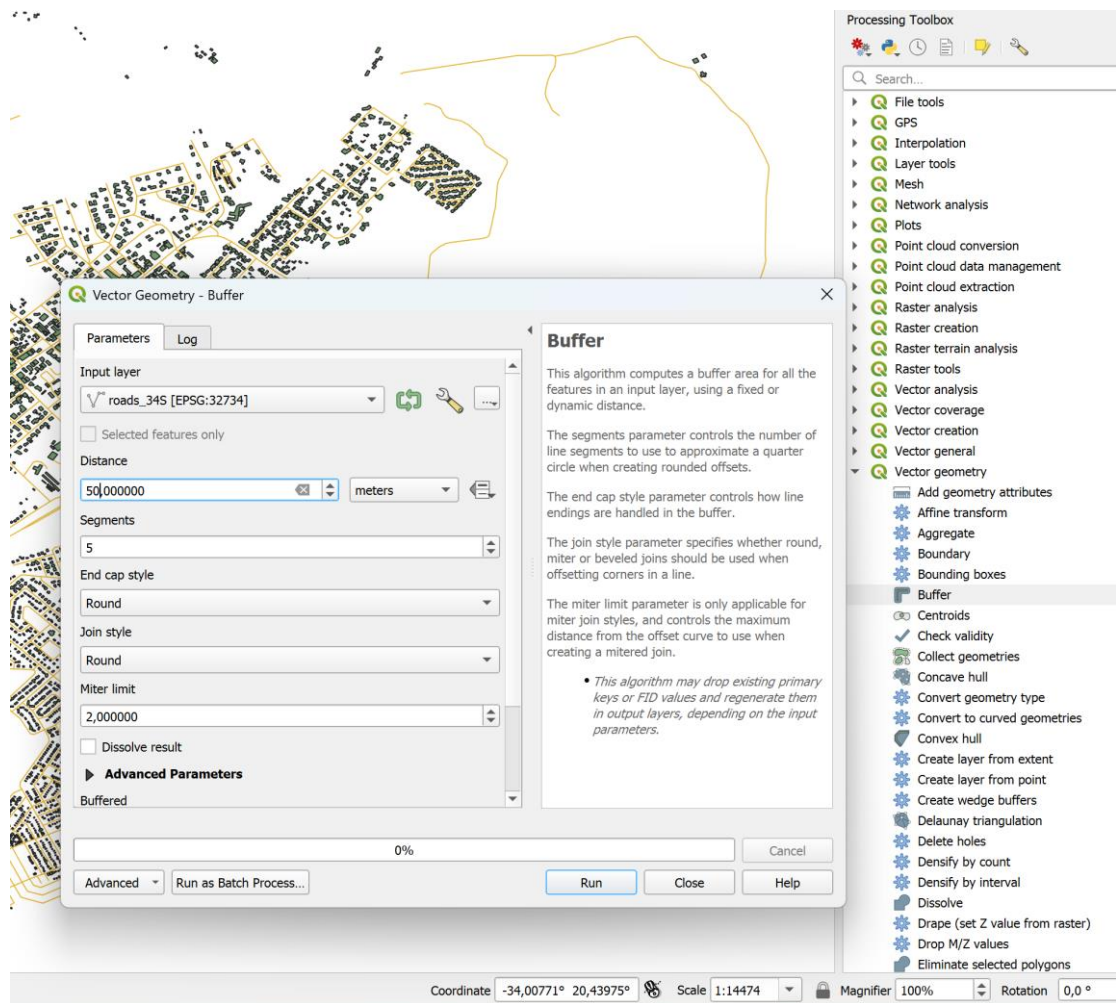 Processing Toolbox
Search...
File tools
GPS
Interpolation
Layer tools
Mesh
Network analysis
Plots
Point cloud conversion
Point cloud data management
Point cloud extraction
Raster analysis
Raster creation
Raster terrain analysis
Raster tools
Vector analysis
Vector coverage
Vector creation
Vector general
Vector geometry
Add geometry attributes
Affine transform
Aggregate
Boundary
Bounding boxes
Buffer
Centroids
Check validity
Collect geometries
Concave hull
Convert geometry type
Convert to curved geometries
Convex hull
Create layer from extent
Create layer from point
Create wedge buffers
Delaunay triangulation
Delete holes
Densify by count
Densify by interval
Dissolve
Drape (set Z value from raster)
Drop M/Z values
Eliminate selected polygons
Vector Geometry - Buffer
Parameters Log
Input layer
roads_34S [EPSG:32734]
...
Selected features only
Distance
50,000000 meters
Segments
5
End cap style
Round
Join style
Round
Miter limit
2,000000
Dissolve result
Advanced Parameters
Buffered
Buffer
This algorithm computes a buffer area for all the
features in an input layer, using a fixed or
dynamic distance.
The segments parameter controls the number of
line segments to use to approximate a quarter
circle when creating rounded offsets.
The end cap style parameter controls how line
endings are handled in the buffer.
The join style parameter specifies whether round,
miter or beveled joins should be used when
offsetting corners in a line.
The miter limit parameter is only applicable for
miter join styles, and controls the maximum
distance from the offset curve to use when
creating a mitered join.
• This algorithm may drop existing primary
keys or FID values and regenerate them
in output layers, depending on the input
parameters.
0%
Cancel
Advanced Run as Batch Process... Run Close Help
Coordinate -34,00771° 20,43975° Scale 1:14474 Magnifier 100% Rotation 0,0 °